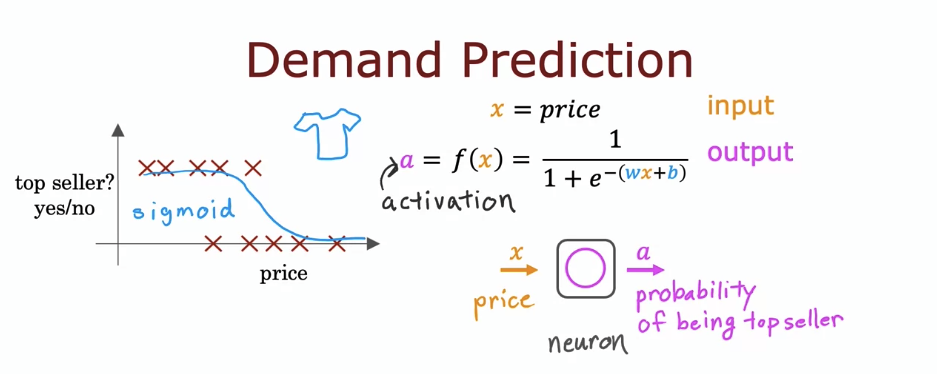 Demand Prediction
x = price
input
a = f(x) = 1 / (1 + e^{-(wx+b)})
output
activation
top seller?
yes/no
sigmoid
price
x
price
a
probability
of being top seller
neuron